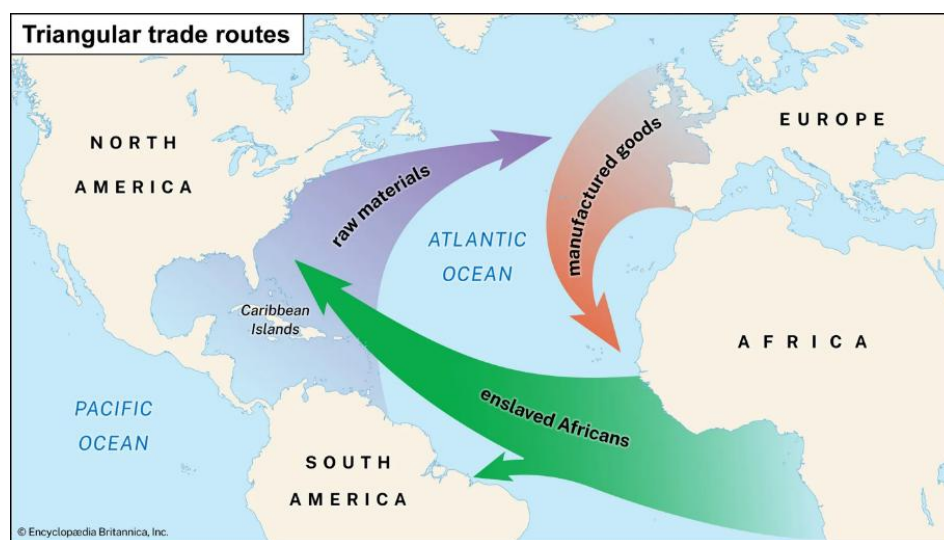 Triangular trade routes
NORTH
AMERICA
EUROPE
raw materials
manufactured goods
ATLANTIC
OCEAN
Caribbean
Islands
AFRICA
enslaved Africans
PACIFIC
OCEAN
SOUTH
AMERICA
© Encyclopædia Britannica, Inc.